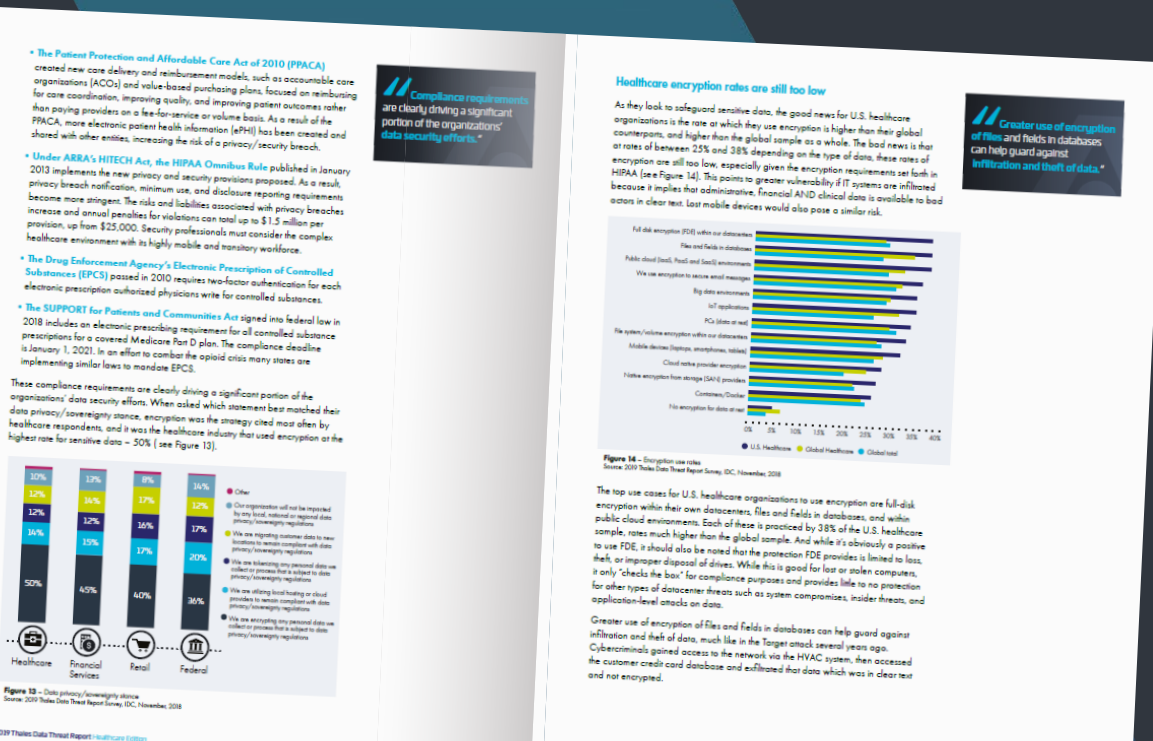 • The Patient Protection and Affordable Care Act of 2010 (PPACA)
created new care delivery and reimbursement models, such as accountable care
organizations (ACOs) and value-based purchasing plans, focused on reimbursing
for care coordination, improving quality, and improving patient outcomes rather
than paying providers on a fee-for-service or volume basis. As a result of the
PPACA, more electronic patient health information (ePHI) has been created and
shared with other entities, increasing the risk of a privacy/security breach.
• Under ARRA's HITECH Act, the HIPAA Omnibus Rule published in January
2013 implements the new privacy and security provisions proposed. As a result,
privacy breach notification, minimum use, and disclosure reporting requirements
become more stringent. The risks and liabilities associated with privacy breaches
increase and annual penalties for violations can total up to $1.5 million per
provision, up from $25,000. Security professionals must consider the complex
healthcare environment with its highly mobile and transitory workforce.
• The Drug Enforcement Agency's Electronic Prescription of Controlled
Substances (EPCS) passed in 2010 requires two-factor authentication for each
electronic prescription authorized physicians write for controlled substances.
• The SUPPORT for Patients and Communities Act signed into federal law in
2018 includes an electronic prescribing requirement for all controlled substance
prescriptions for a covered Medicare Part D plan. The compliance deadline
is January 1, 2021. In an effort to combat the opioid crisis many states are
implementing similar laws to mandate EPCS.
These compliance requirements are clearly driving a significant portion of the
organizations' data security efforts. When asked which statement best matched their
data privacy/sovereignty stance, encryption was the strategy cited most often by
healthcare respondents, and it was the healthcare industry that used encryption at the
highest rate for sensitive data – 50% ( see Figure 13).
"Compliance requirements
are clearly driving a significant
portion of the organizations'
data security efforts."
10% 13% 8% 14%
12% 14% 17% 12%
12% 12% 16% 17%
14% 15% 17% 20%
50% 45% 40% 36%
Healthcare
Financial
Services
Retail
Federal
Other
Our organization will not be impacted
by any local, national or regional data
privacy/sovereignty regulations
We are migrating customer data to new
locations to remain compliant with data
privacy/sovereignty regulations
We are tokenizing any personal data we
collect or process that is subject to data
privacy/sovereignty regulations
We are utilizing local hosting or cloud
providers to remain compliant with data
privacy/sovereignty regulations
We are encrypting any personal data we
collect or process that is subject to data
privacy/sovereignty regulations
Figure 13 – Data privacy/sovereignty stance
Source: 2019 Thales Data Threat Report Survey, IDC, November, 2018
019 Thales Data Threat Report Healthcare Edition
Healthcare encryption rates are still too low
As they look to safeguard sensitive data, the good news for U.S. healthcare
organizations is the rate at which they use encryption is higher than their global
counterparts, and higher than the global sample as a whole. The bad news is that
at rates of between 25% and 38% depending on the type of data, these rates of
encryption are still too low, especially given the encryption requirements set forth in
HIPAA (see Figure 14). This points to greater vulnerability if IT systems are infiltrated
because it implies that administrative, financial AND clinical data is available to bad
actors in clear text. Lost mobile devices would also pose a similar risk.
"Greater use of encryption
of files and fields in databases
can help guard against
infiltration and theft of data."
Full disk encryption (FDE) within our datacenters
Files and fields in databases
Public cloud (IaaS, PaaS and SaaS) environments
We use encryption to secure email messages
Big data environments
IoT applications
PCs (data at rest)
File system/volume encryption within our datacenters
Mobile devices (laptops, smartphones, tablets)
Cloud native provider encryption
Native encryption from storage (SAN) providers
Containers/Docker
No encryption for data at rest
0% 5% 10% 15% 20% 25% 30% 35% 40%
U.S. Healthcare Global Healthcare Global total
Figure 14 – Encryption use rates
Source: 2019 Thales Data Threat Report Survey, IDC, November, 2018
The top use cases for U.S. healthcare organizations to use encryption are full-disk
encryption within their own datacenters, files and fields in databases, and within
public cloud environments. Each of these is practiced by 38% of the U.S. healthcare
sample, rates much higher than the global sample. And while it's obviously a positive
to use FDE, it should also be noted that the protection FDE provides is limited to loss,
theft, or improper disposal of drives. While this is good for lost or stolen computers,
it only "checks the box" for compliance purposes and provides little to no protection
for other types of datacenter threats such as system compromises, insider threats, and
application-level attacks on data.
Greater use of encryption of files and fields in databases can help guard against
infiltration and theft of data, much like in the Target attack several years ago.
Cybercriminals gained access to the network via the HVAC system, then accessed
the customer credit card database and exfiltrated that data which was in clear text
and not encrypted.